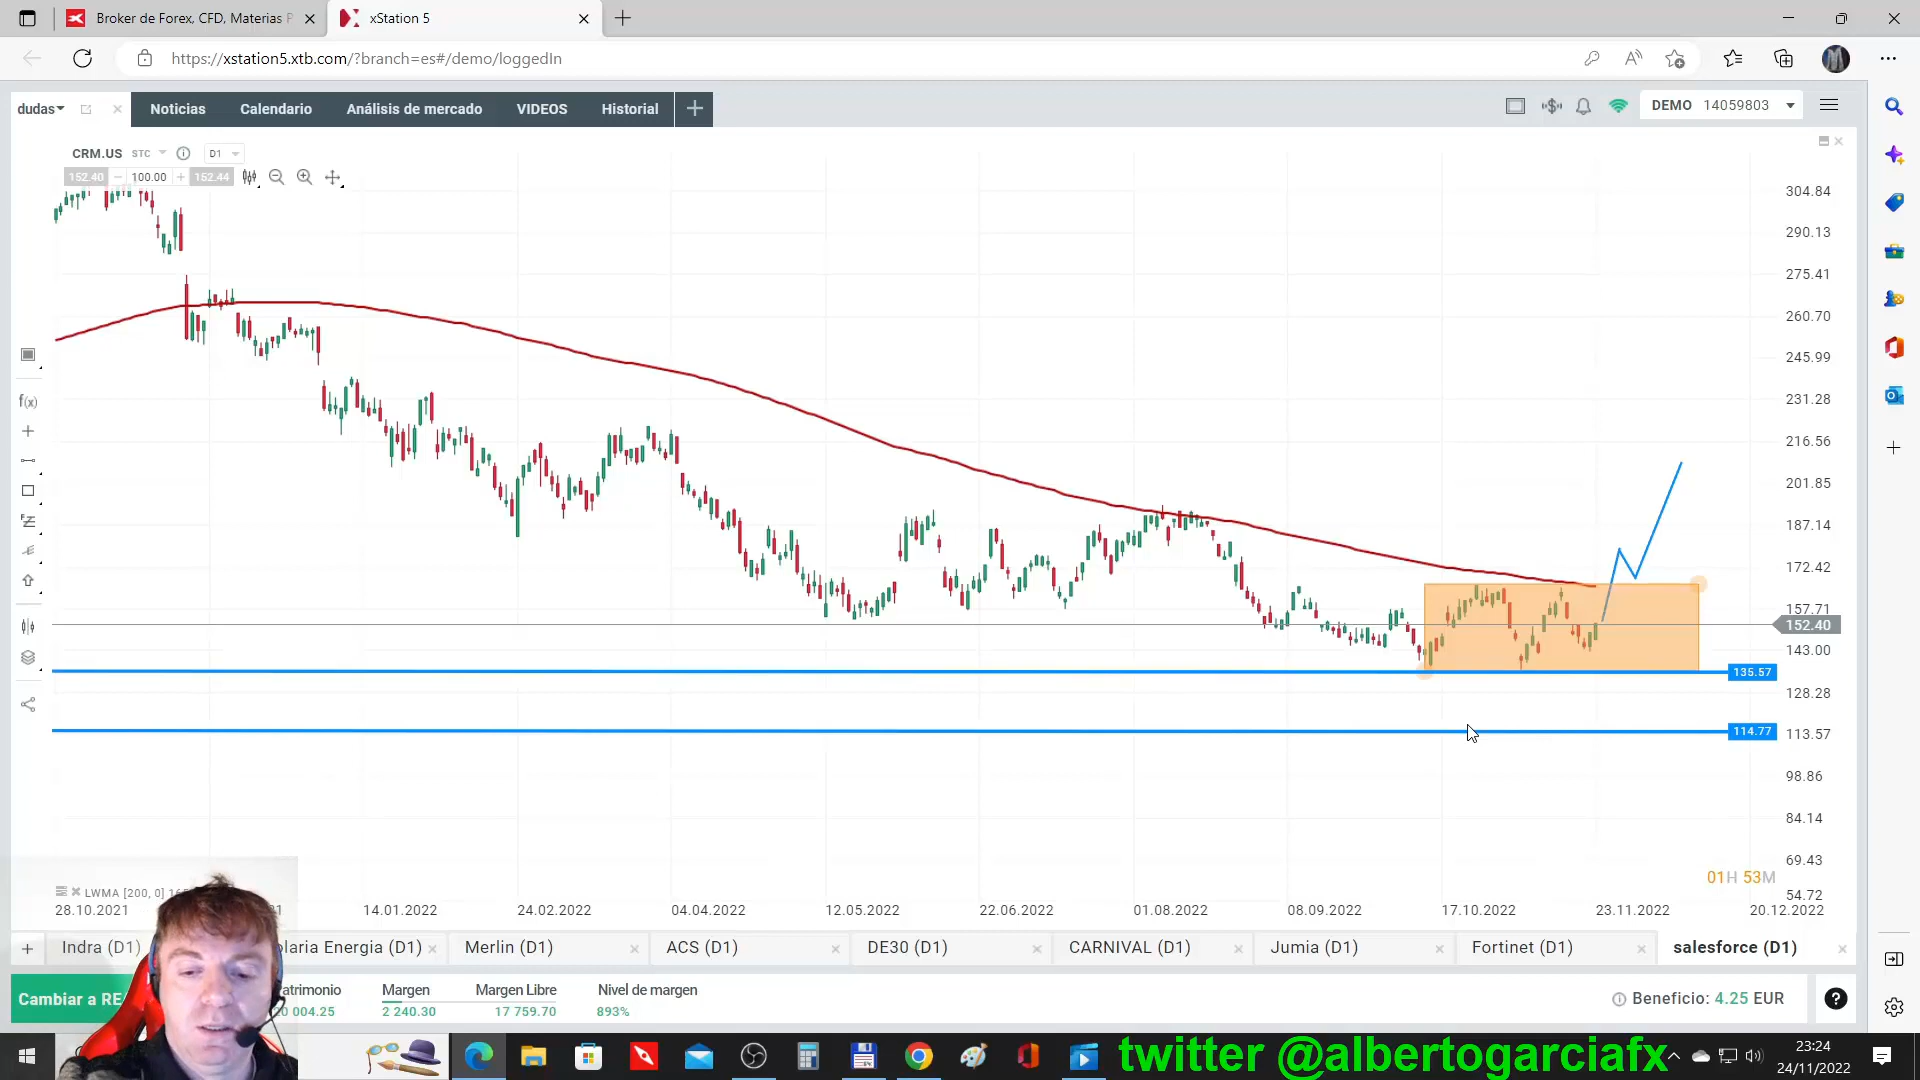 Broker de Forex, CFD, Materias P
xStation 5
https://xstation5.xtb.com/?branch=es#/demo/loggedIn
dudas
Noticias
Calendario
Análisis de mercado
VIDEOS
Historial
DEMO 14059803
CRM.US STC D1
152.40 − 100.00 + 152.44
304.84
290.13
275.41
260.70
245.99
231.28
216.56
201.85
187.14
172.42
157.71
152.40
143.00
135.57
128.28
114.77
113.57
98.86
84.14
69.43
54.72
01H 53M
LWMA [200, 0]
28.10.2021
14.01.2022
24.02.2022
04.04.2022
12.05.2022
22.06.2022
01.08.2022
08.09.2022
17.10.2022
23.11.2022
20.12.2022
Indra (D1)
olaria Energia (D1)
Merlin (D1)
ACS (D1)
DE30 (D1)
CARNIVAL (D1)
Jumia (D1)
Fortinet (D1)
salesforce (D1)
Cambiar a RE
atrimonio
20 004.25
Margen
2 240.30
Margen Libre
17 759.70
Nivel de margen
893%
Beneficio: 4.25 EUR
twitter @albertogarciafx
23:24
24/11/2022